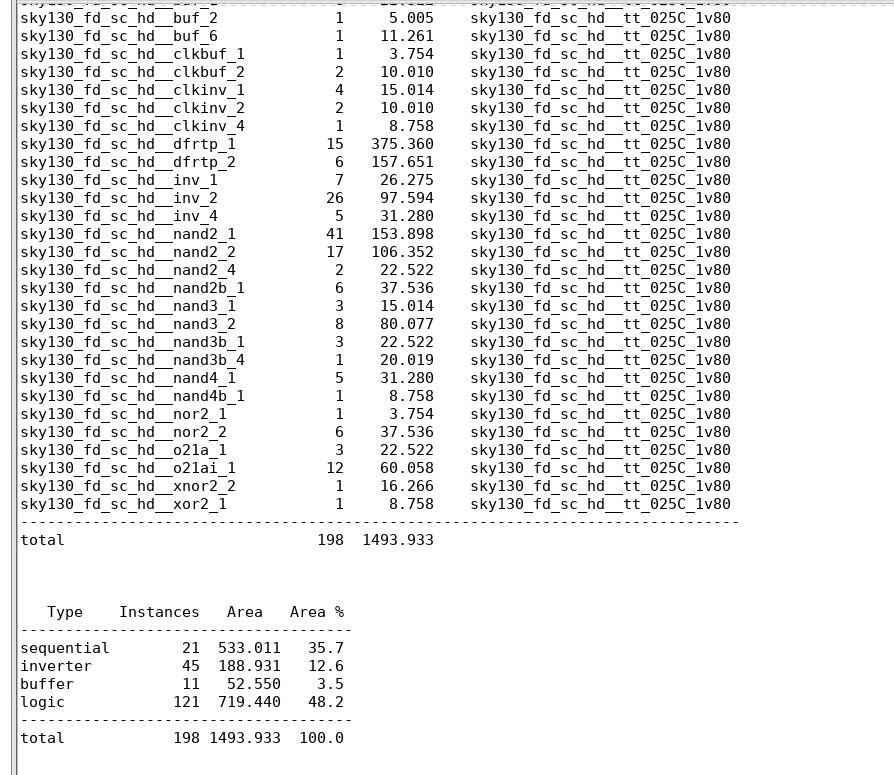 sky130_fd_sc_hd__buf_2 1 5.005 sky130_fd_sc_hd__tt_025C_1v80
sky130_fd_sc_hd__buf_6 1 11.261 sky130_fd_sc_hd__tt_025C_1v80
sky130_fd_sc_hd__clkbuf_1 1 3.754 sky130_fd_sc_hd__tt_025C_1v80
sky130_fd_sc_hd__clkbuf_2 2 10.010 sky130_fd_sc_hd__tt_025C_1v80
sky130_fd_sc_hd__clkinv_1 4 15.014 sky130_fd_sc_hd__tt_025C_1v80
sky130_fd_sc_hd__clkinv_2 2 10.010 sky130_fd_sc_hd__tt_025C_1v80
sky130_fd_sc_hd__clkinv_4 1 8.758 sky130_fd_sc_hd__tt_025C_1v80
sky130_fd_sc_hd__dfrtp_1 15 375.360 sky130_fd_sc_hd__tt_025C_1v80
sky130_fd_sc_hd__dfrtp_2 6 157.651 sky130_fd_sc_hd__tt_025C_1v80
sky130_fd_sc_hd__inv_1 7 26.275 sky130_fd_sc_hd__tt_025C_1v80
sky130_fd_sc_hd__inv_2 26 97.594 sky130_fd_sc_hd__tt_025C_1v80
sky130_fd_sc_hd__inv_4 5 31.280 sky130_fd_sc_hd__tt_025C_1v80
sky130_fd_sc_hd__nand2_1 41 153.898 sky130_fd_sc_hd__tt_025C_1v80
sky130_fd_sc_hd__nand2_2 17 106.352 sky130_fd_sc_hd__tt_025C_1v80
sky130_fd_sc_hd__nand2_4 2 22.522 sky130_fd_sc_hd__tt_025C_1v80
sky130_fd_sc_hd__nand2b_1 6 37.536 sky130_fd_sc_hd__tt_025C_1v80
sky130_fd_sc_hd__nand3_1 3 15.014 sky130_fd_sc_hd__tt_025C_1v80
sky130_fd_sc_hd__nand3_2 8 80.077 sky130_fd_sc_hd__tt_025C_1v80
sky130_fd_sc_hd__nand3b_1 3 22.522 sky130_fd_sc_hd__tt_025C_1v80
sky130_fd_sc_hd__nand3b_4 1 20.019 sky130_fd_sc_hd__tt_025C_1v80
sky130_fd_sc_hd__nand4_1 5 31.280 sky130_fd_sc_hd__tt_025C_1v80
sky130_fd_sc_hd__nand4b_1 1 8.758 sky130_fd_sc_hd__tt_025C_1v80
sky130_fd_sc_hd__nor2_1 1 3.754 sky130_fd_sc_hd__tt_025C_1v80
sky130_fd_sc_hd__nor2_2 6 37.536 sky130_fd_sc_hd__tt_025C_1v80
sky130_fd_sc_hd__o21a_1 3 22.522 sky130_fd_sc_hd__tt_025C_1v80
sky130_fd_sc_hd__o21ai_1 12 60.058 sky130_fd_sc_hd__tt_025C_1v80
sky130_fd_sc_hd__xnor2_2 1 16.266 sky130_fd_sc_hd__tt_025C_1v80
sky130_fd_sc_hd__xor2_1 1 8.758 sky130_fd_sc_hd__tt_025C_1v80
--------------------------------------------------------------------------------
total 198 1493.933
Type Instances Area Area %
-------------------------------------
sequential 21 533.011 35.7
inverter 45 188.931 12.6
buffer 11 52.550 3.5
logic 121 719.440 48.2
-------------------------------------
total 198 1493.933 100.0